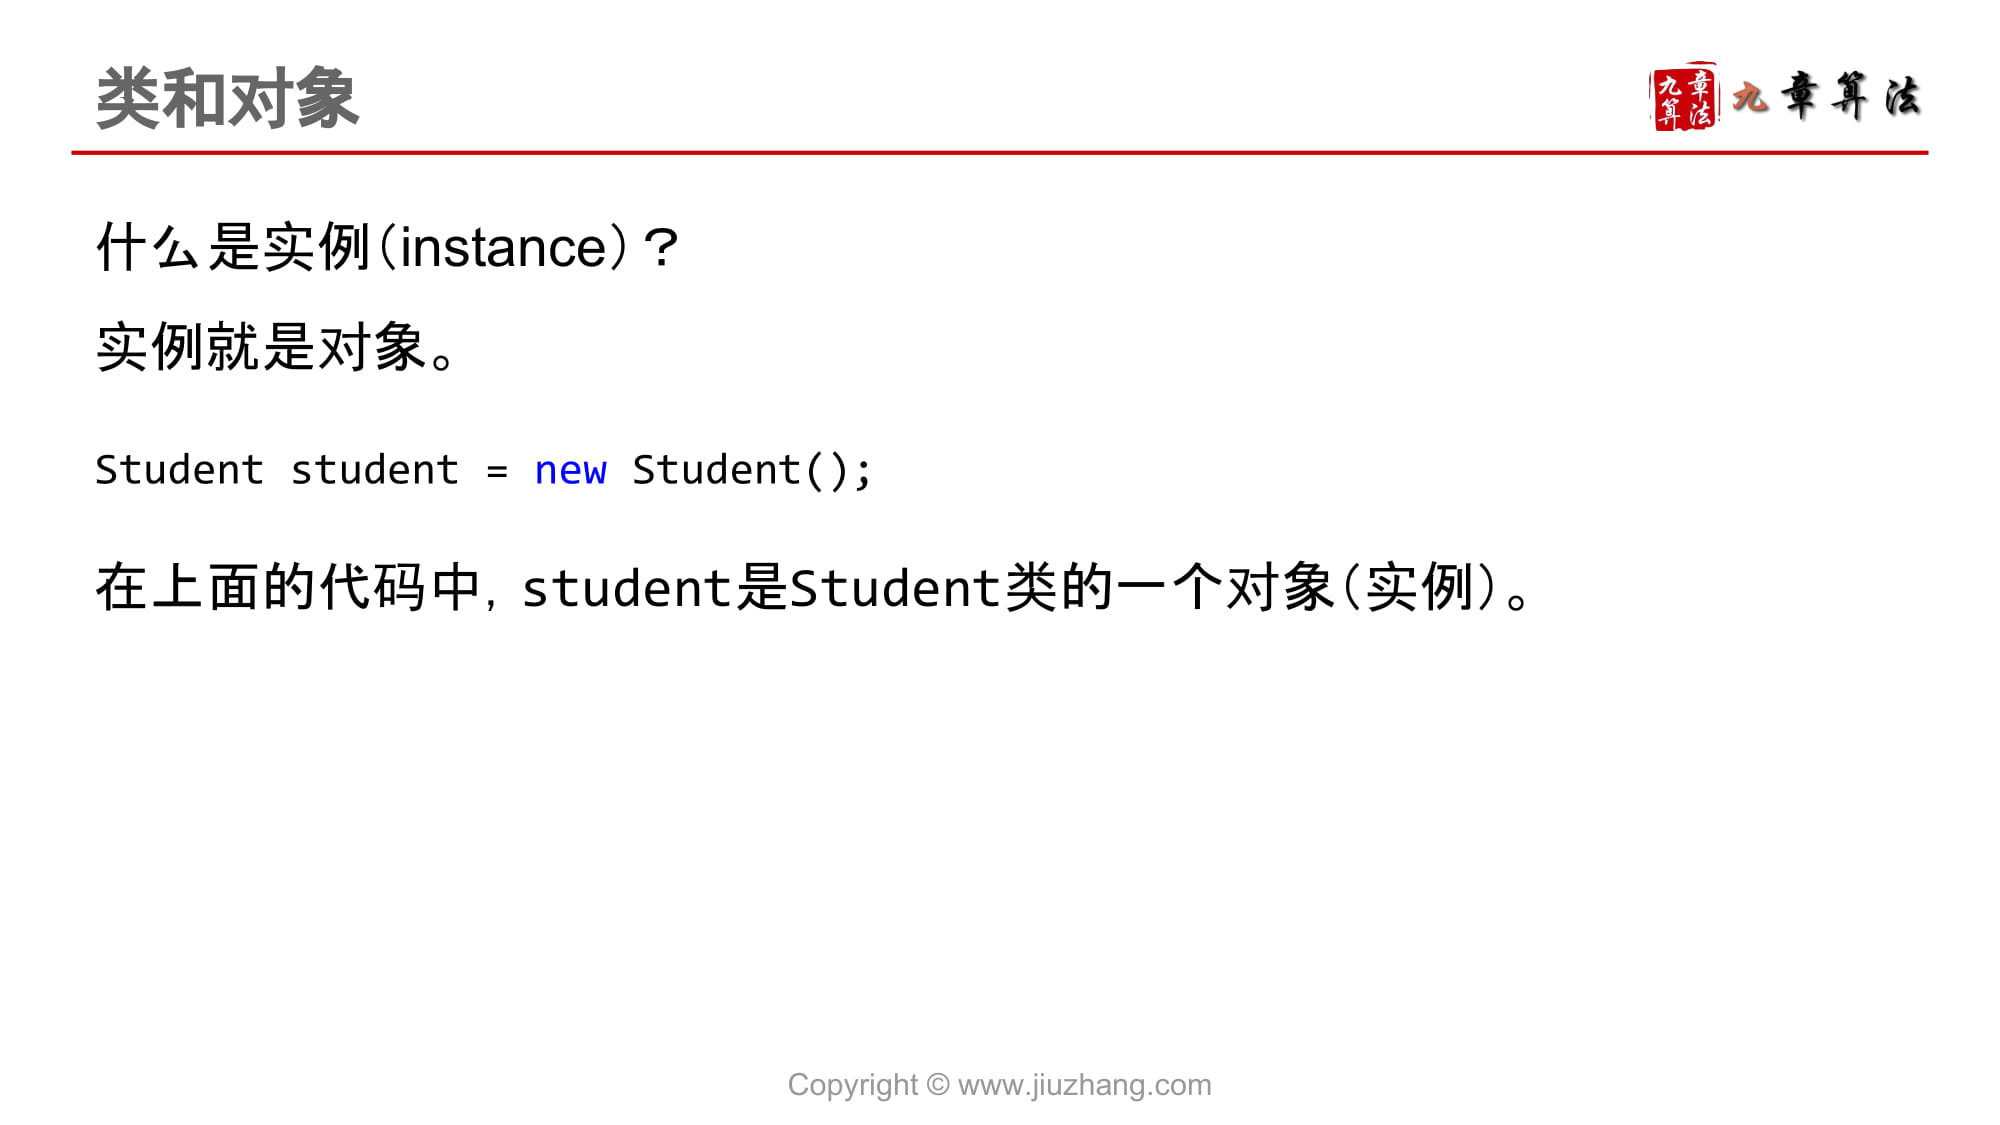 类和对象
九章算法
九章算法
什么是实例(instance)？
实例就是对象。
Student student = new Student();
在上面的代码中, student是Student类的一个对象(实例)。
Copyright © www.jiuzhang.com